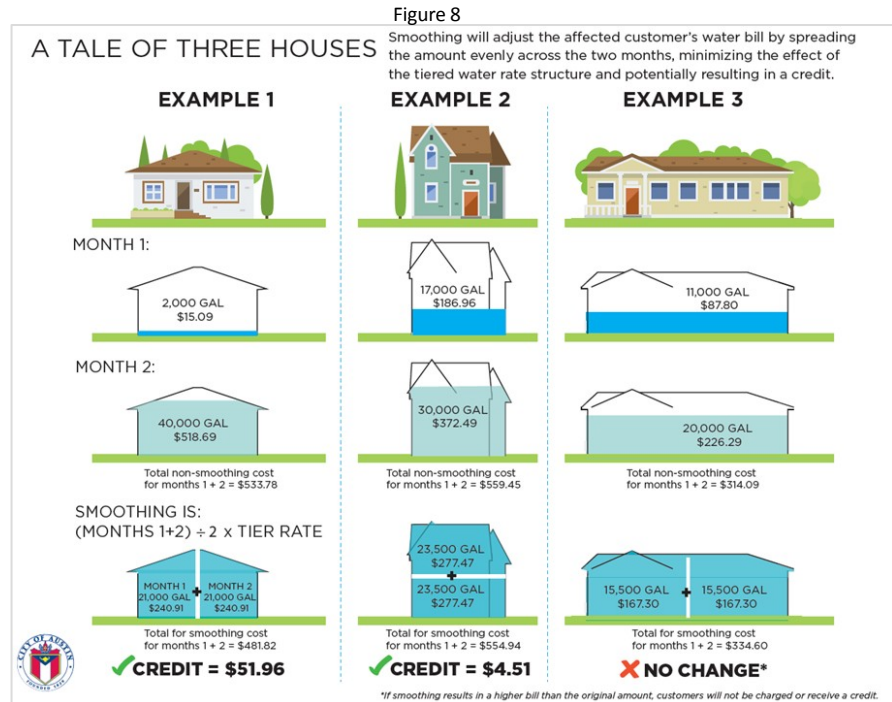 Figure 8
A TALE OF THREE HOUSES
Smoothing will adjust the affected customer's water bill by spreading
the amount evenly across the two months, minimizing the effect of
the tiered water rate structure and potentially resulting in a credit.
EXAMPLE 1
EXAMPLE 2
EXAMPLE 3
MONTH 1:
2,000 GAL
$15.09
17,000 GAL
$186.96
11,000 GAL
$87.80
MONTH 2:
40,000 GAL
$518.69
30,000 GAL
$372.49
20,000 GAL
$226.29
Total non-smoothing cost
for months 1 + 2 = $533.78
Total non-smoothing cost
for months 1 + 2 = $559.45
Total non-smoothing cost
for months 1 + 2 = $314.09
SMOOTHING IS:
(MONTHS 1+2) ÷ 2 x TIER RATE
MONTH 1
21,000 GAL
$240.91
+
MONTH 2
21,000 GAL
$240.91
23,500 GAL
$277.47
+
23,500 GAL
$277.47
15,500 GAL
$167.30
+
15,500 GAL
$167.30
Total for smoothing cost
for months 1 + 2 = $481.82
Total for smoothing cost
for months 1 + 2 = $554.94
Total for smoothing cost
for months 1 + 2 = $334.60
CITY OF AUSTIN
FOUNDED 1839
CREDIT = $51.96
CREDIT = $4.51
NO CHANGE*
*If smoothing results in a higher bill than the original amount, customers will not be charged or receive a credit.